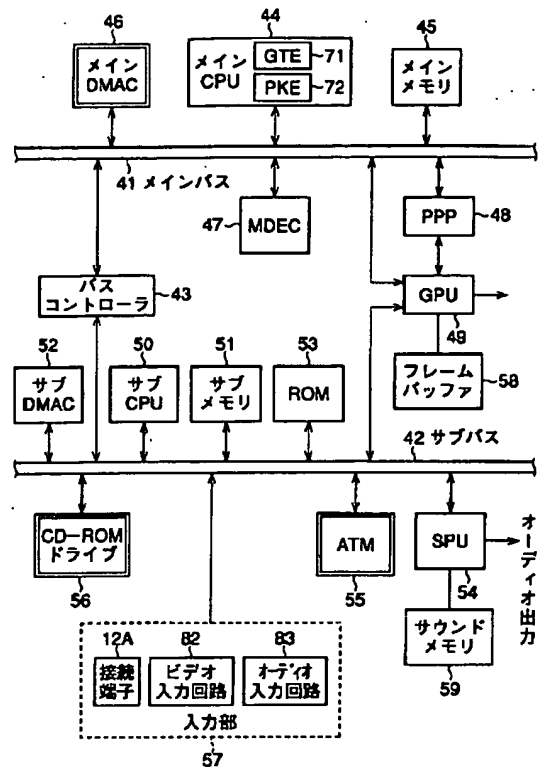 46
メイン
DMAC
44
メイン
CPU
GTE
71
PKE
72
45
メイン
メモリ
41 メインバス
47
MDEC
PPP
48
バス
コントローラ
43
GPU
49
52
サブ
DMAC
50
サブ
CPU
51
サブ
メモリ
53
ROM
フレーム
バッファ
58
42 サブバス
CD-ROM
ドライブ
56
ATM
55
SPU
54
オーディオ出力
12A
接続
端子
82
ビデオ
入力回路
83
オーディオ
入力回路
入力部
57
サウンド
メモリ
59